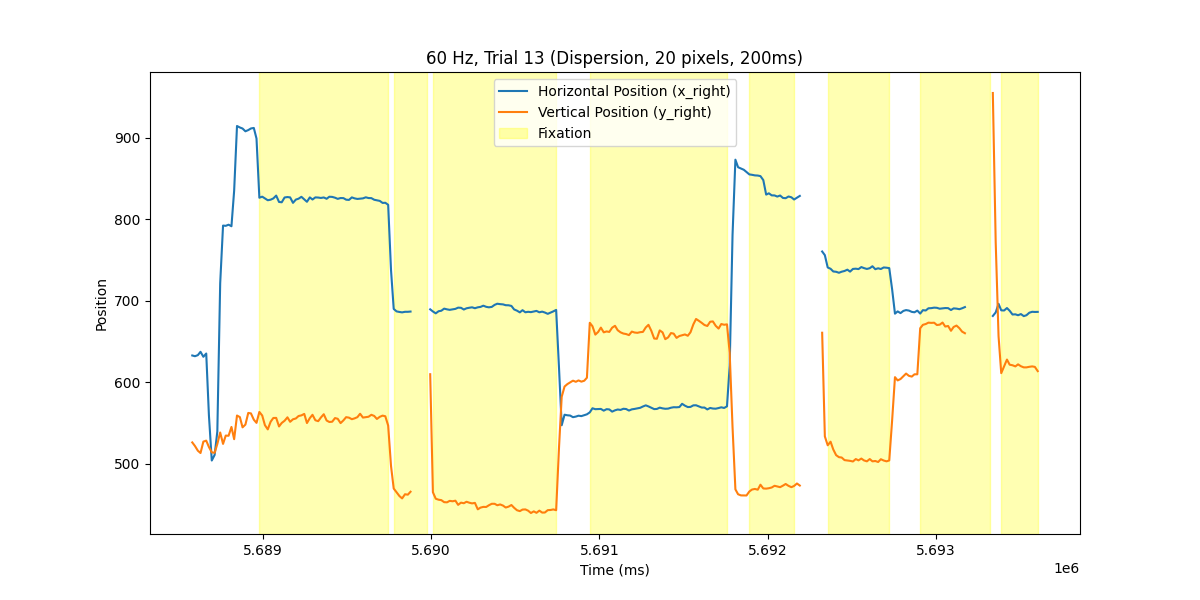 60 Hz, Trial 13 (Dispersion, 20 pixels, 200ms)
Horizontal Position (x_right)
Vertical Position (y_right)
Fixation
Position
900
800
700
600
500
5.689 5.690 5.691 5.692 5.693
Time (ms)
1e6